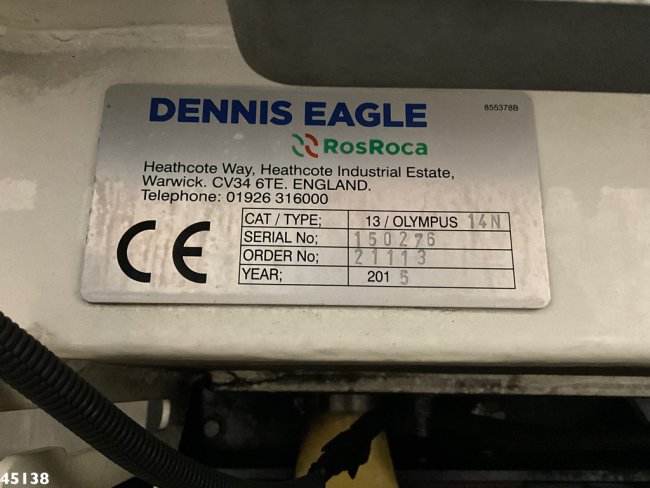 DENNIS EAGLE
855378B
RosRoca
Heathcote Way, Heathcote Industrial Estate,
Warwick. CV34 6TE. ENGLAND.
Telephone: 01926 316000
CE
CAT / TYPE; 13 / OLYMPUS 14N
SERIAL No; 150276
ORDER No; 21113
YEAR; 2015
45138